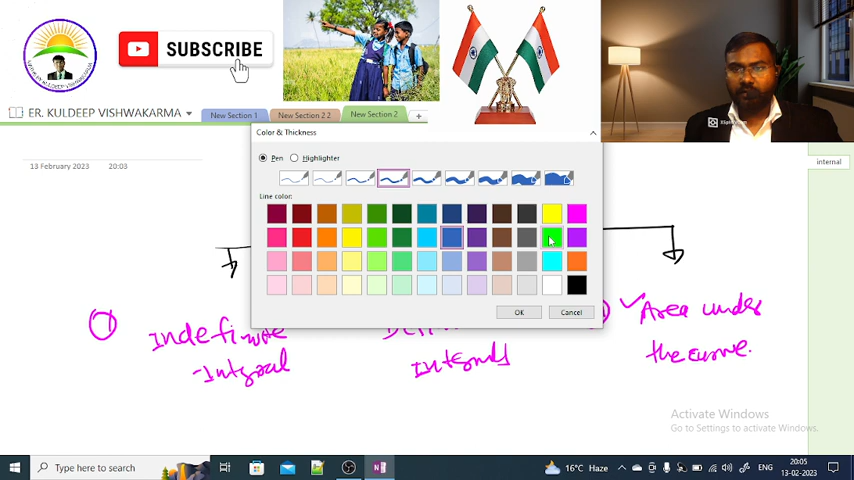 SUBSCRIBE
ER. KULDEEP VISHWAKARMA
New Section 1
New Section 2 2
New Section 2
+
Color & Thickness
13 February 2023 20:03
internal
Pen
Highlighter
Line color:
OK
Cancel
1
Indefinite
Integral
Integral
✓ Area under
the curve.
Activate Windows
Go to Settings to activate Windows.
Type here to search
16°C Haze
ENG
20:05
13-02-2023